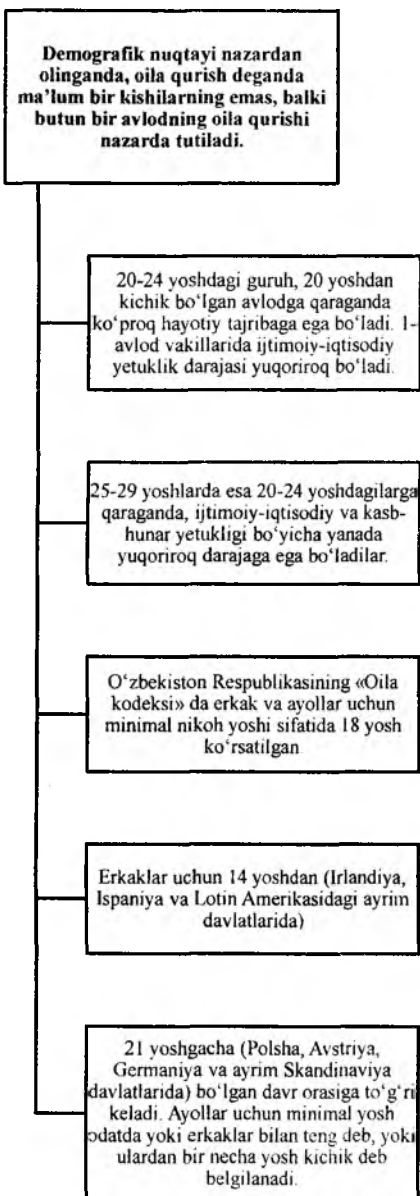 Demografik nuqtayi nazardan
olinganda, oila qurish deganda
ma’lum bir kishilarning emas, balki
butun bir avlodning oila qurishi
nazarda tutiladi.
20-24 yoshdagi guruh, 20 yoshdan
kichik bo‘lgan avlodga qaraganda
ko‘proq hayotiy tajribaga ega bo‘ladi. 1-
avlod vakillarida ijtimoiy-iqtisodiy
yetuklik darajasi yuqoriroq bo‘ladi.
25-29 yoshlarda esa 20-24 yoshdagilarga
qaraganda, ijtimoiy-iqtisodiy va kasb-
hunar yetukligi bo‘yicha yanada
yuqoriroq darajaga ega bo‘ladilar.
O‘zbekiston Respublikasining «Oila
kodeksi» da erkak va ayollar uchun
minimal nikoh yoshi sifatida 18 yosh
ko‘rsatilgan
Erkaklar uchun 14 yoshdan (Irlandiya,
Ispaniya va Lotin Amerikasidagi ayrim
davlatlarida)
21 yoshgacha (Polsha, Avstriya,
Germaniya va ayrim Skandinaviya
davlatlarida) bo‘lgan davr orasiga to‘g‘ri
keladi. Ayollar uchun minimal yosh
odatda yoki erkaklar bilan teng deb, yoki
ulardan bir necha yosh kichik deb
belgilanadi.